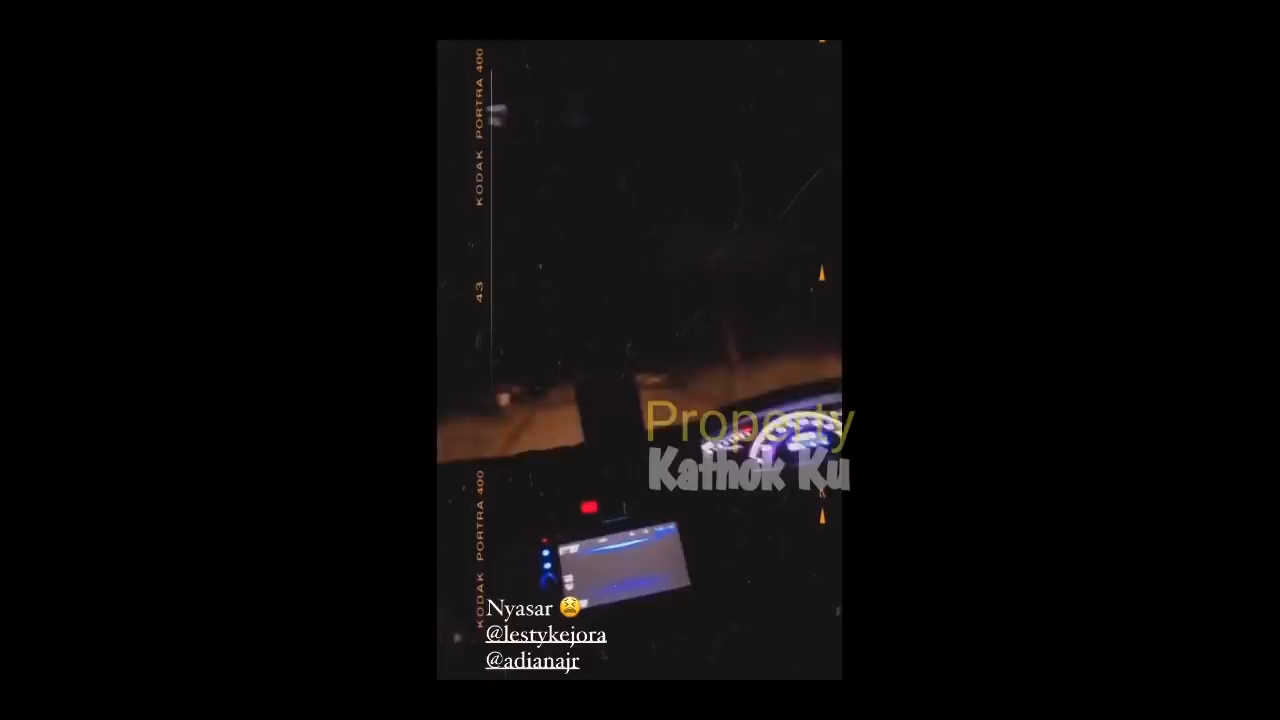 KODAK PORTRA 400
43
Property
Kathok Ku
KODAK PORTRA 400
Nyasar 😫
@lestykejora
@adianajr